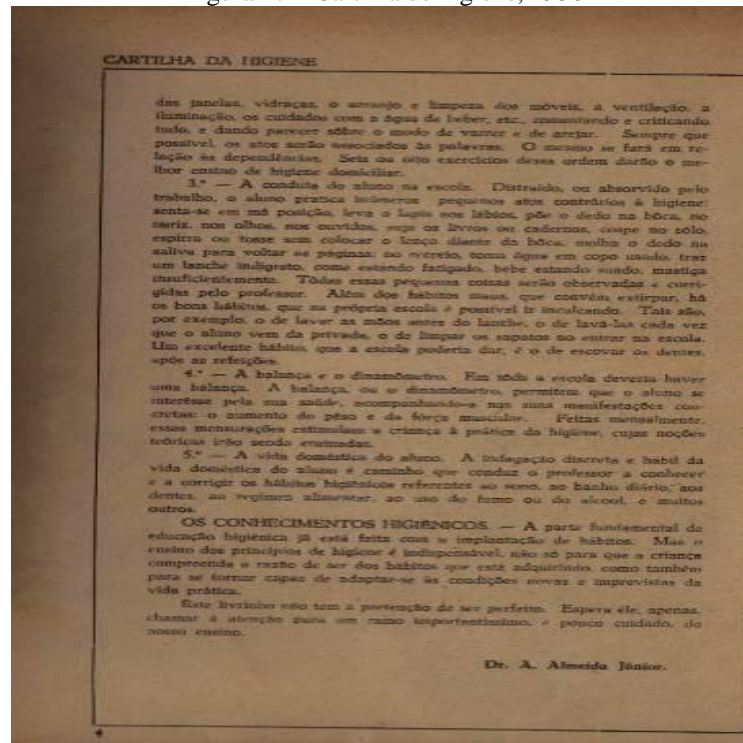 CARTILHA DA HIGIENE
das janelas, vidraças, o arranjo e limpeza dos móveis, a ventilação, a
iluminação, os cuidados com a água de beber, etc., comentando e criticando
tudo, e dando parecer sôbre o modo de varrer e de arejar. Sempre que
possível, os atos serão associados às palavras. O mesmo se fará em re-
lação às dependências. Seis ou oito exercícios dessa ordem darão o me-
lhor ensino de higiene domiciliar.
3.º — A conduta do aluno na escola. Distraído, ou absorvido pelo
trabalho, o aluno pratica inúmeros pequenos atos contrários à higiene:
senta-se em má posição, leva o lapis aos lábios, põe o dedo na bôca, no
nariz, nos olhos, nos ouvidos, suja os livros ou cadernos, cospe no sólo,
espirra ou tosse sem colocar o lenço diante da bôca, molha o dedo na
saliva para voltar as páginas; no recreio, toma água em copo usado, traz
um lanche indigesto, come estando fatigado, bebe estando suado, mastiga
insuficientemente. Tôdas essas pequenas coisas serão observadas e corri-
gidas pelo professor. Além dos hábitos maus, que convém extirpar, há
os bons hábitos, que na própria escola é possível ir inculcando. Tais são,
por exemplo, o de lavar as mãos antes do lanche, o de lavá-las cada vez
que o aluno vem da privada, o de limpar os sapatos ao entrar na escola.
Um excelente hábito, que a escola poderia dar, é o de escovar os dentes,
após as refeições.
4.º — A balança e o dinamômetro. Em tôda a escola deveria haver
uma balança. A balança, ou o dinamômetro, permitem que o aluno se
interêsse pela sua saúde, acompanhando-a nas suas manifestações con-
cretas: o aumento do pêso e da fôrça muscular. Feitas mensalmente,
essas mensurações estimulam a criança à prática da higiene, cujas noções
teóricas irão sendo ensinadas.
5.º — A vida doméstica do aluno. A indagação discreta e habil da
vida doméstica do aluno é caminho que conduz o professor a conhecer
e a corrigir os hábitos higiênicos referentes ao sono, ao banho diário, aos
dentes, ao regimen alimentar, ao uso do fumo ou do alcool, e muitos
outros.
OS CONHECIMENTOS HIGIÊNICOS. — A parte fundamental da
educação higiênica já está feita com a implantação de hábitos. Mas o
ensino dos princípios de higiene é indispensável, não só para que a criança
compreenda a razão de ser dos hábitos que está adquirindo, como também
para se tornar capaz de adaptar-se às condições novas e imprevistas da
vida prática.
Êste livrinho não tem a pretenção de ser perfeito. Espera êle, apenas,
chamar a atenção para um ramo importantíssimo, e pouco cuidado, do
nosso ensino.
Dr. A. Almeida Júnior.